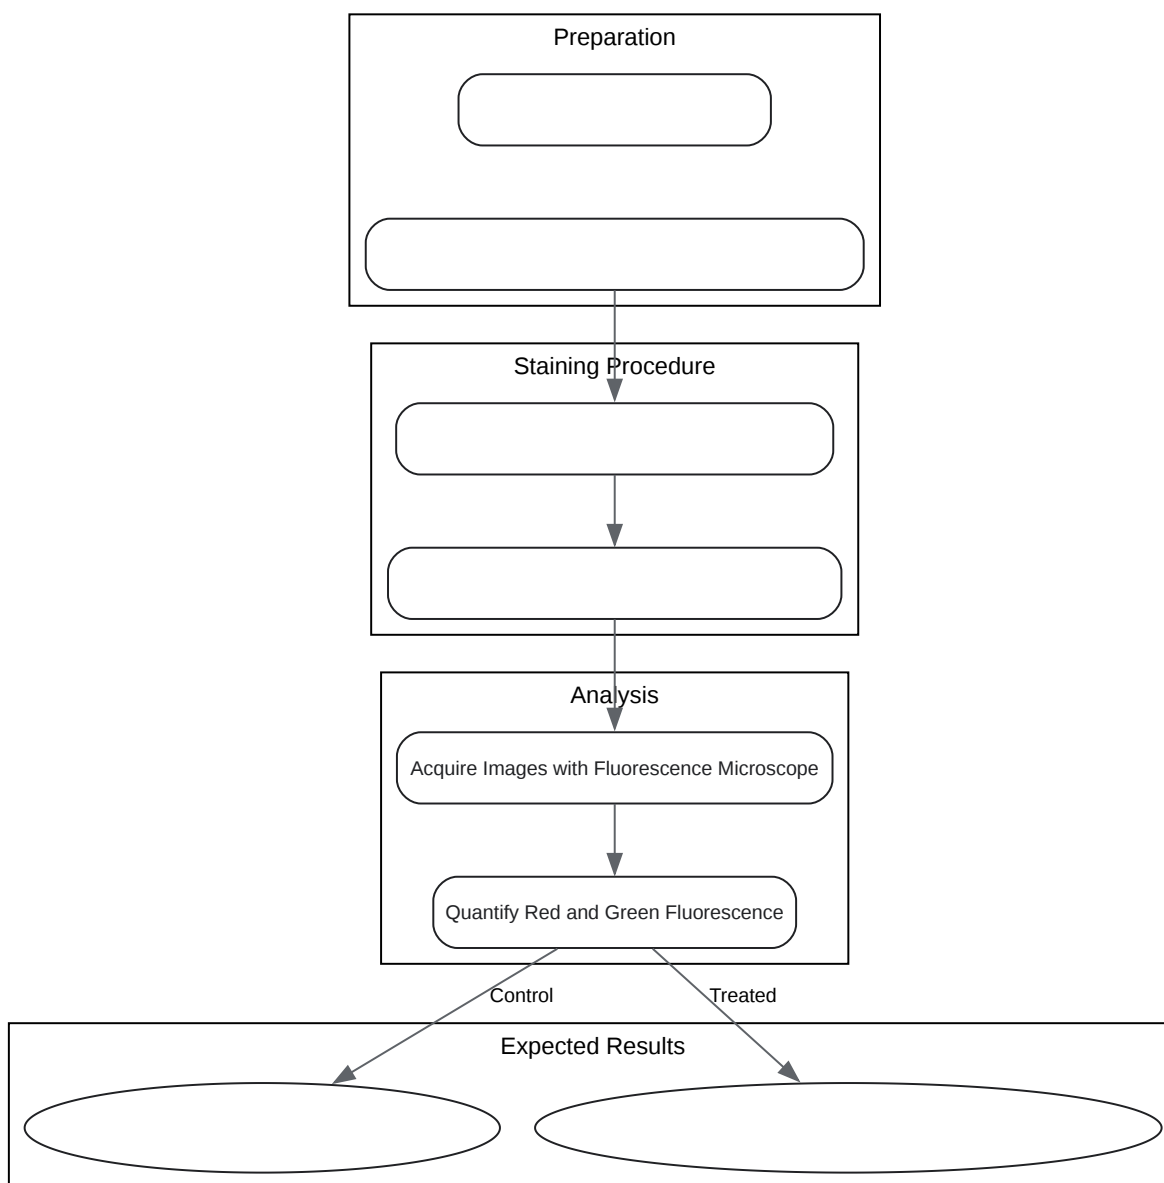 Preparation
Staining Procedure
Analysis
Acquire Images with Fluorescence Microscope
Quantify Red and Green Fluorescence
Control
Treated
Expected Results